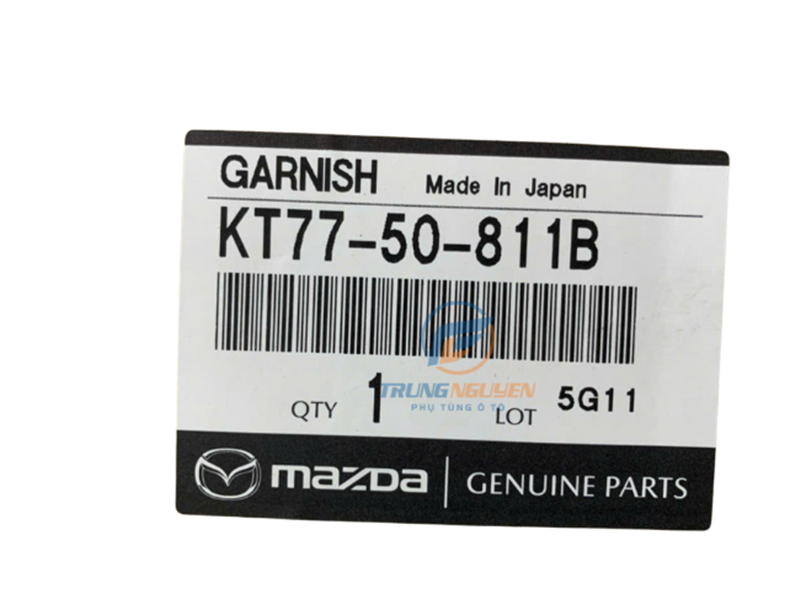 GARNISH Made In Japan
KT77-50-811B
TRUNG NGUYEN
PHỤ TÙNG Ô TÔ
QTY 1 LOT 5G11
mazda GENUINE PARTS